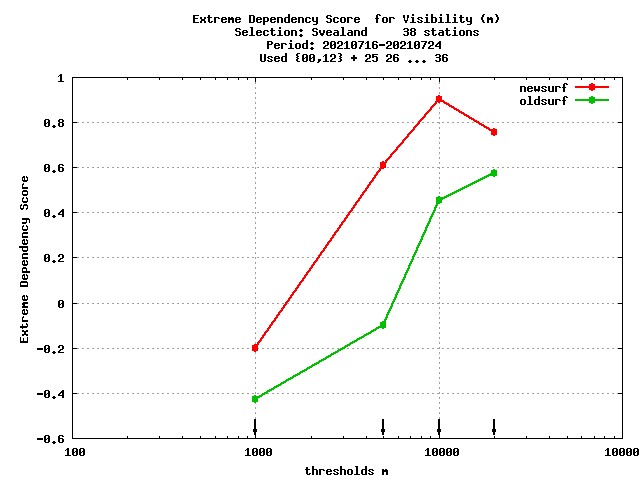 Extreme Dependency Score  for Visibility (m)
Selection: Svealand     38 stations
Period: 20210716-20210724
Used {00,12} + 25 26 ... 36
newsurf
oldsurf
1
0.8
0.6
0.4
0.2
0
-0.2
-0.4
-0.6
Extreme Dependency Score
100
1000
10000
10000
thresholds m